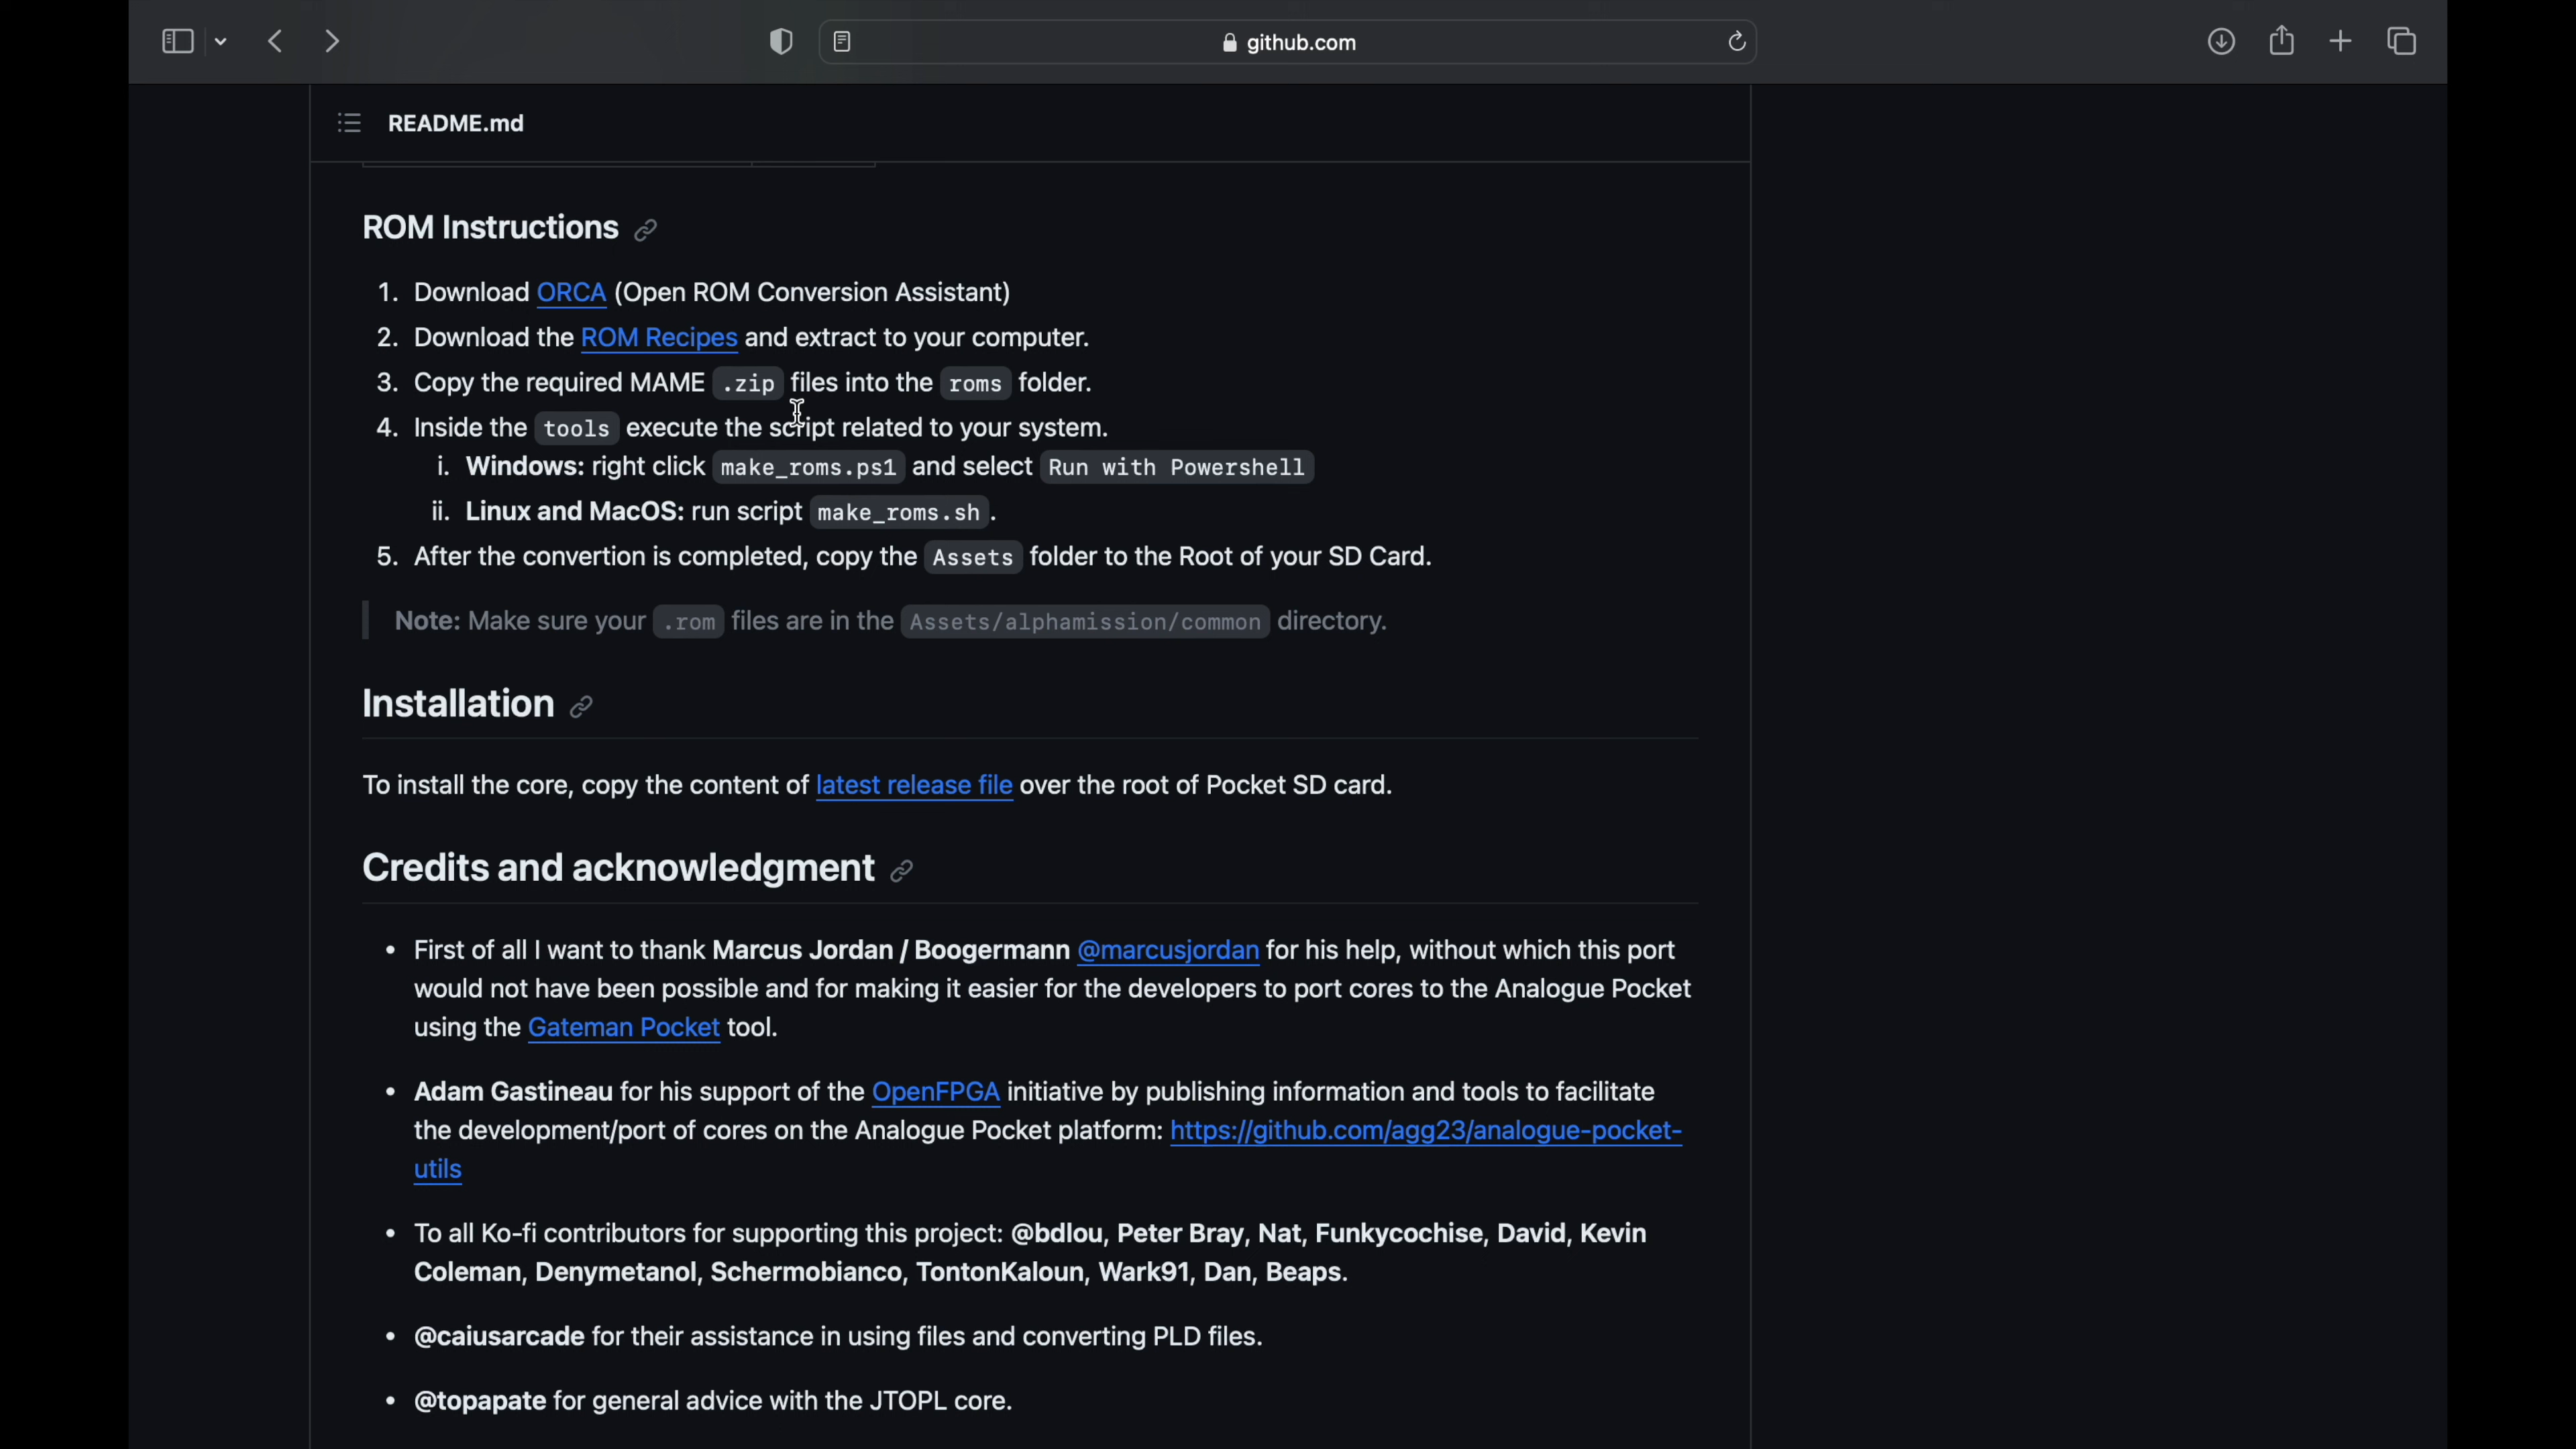 github.com
README.md
ROM Instructions
1. Download ORCA (Open ROM Conversion Assistant)
2. Download the ROM Recipes and extract to your computer.
3. Copy the required MAME .zip files into the roms folder.
4. Inside the tools execute the script related to your system.
i. Windows: right click make_roms.ps1 and select Run with Powershell
ii. Linux and MacOS: run script make_roms.sh.
5. After the convertion is completed, copy the Assets folder to the Root of your SD Card.
Note: Make sure your .rom files are in the Assets/alphamission/common directory.
Installation
To install the core, copy the content of latest release file over the root of Pocket SD card.
Credits and acknowledgment
• First of all I want to thank Marcus Jordan / Boogermann @marcusjordan for his help, without which this port
would not have been possible and for making it easier for the developers to port cores to the Analogue Pocket
using the Gateman Pocket tool.
• Adam Gastineau for his support of the OpenFPGA initiative by publishing information and tools to facilitate
the development/port of cores on the Analogue Pocket platform: https://github.com/agg23/analogue-pocket-
utils
• To all Ko-fi contributors for supporting this project: @bdlou, Peter Bray, Nat, Funkycochise, David, Kevin
Coleman, Denymetanol, Schermobianco, TontonKaloun, Wark91, Dan, Beaps.
• @caiusarcade for their assistance in using files and converting PLD files.
• @topapate for general advice with the JTOPL core.